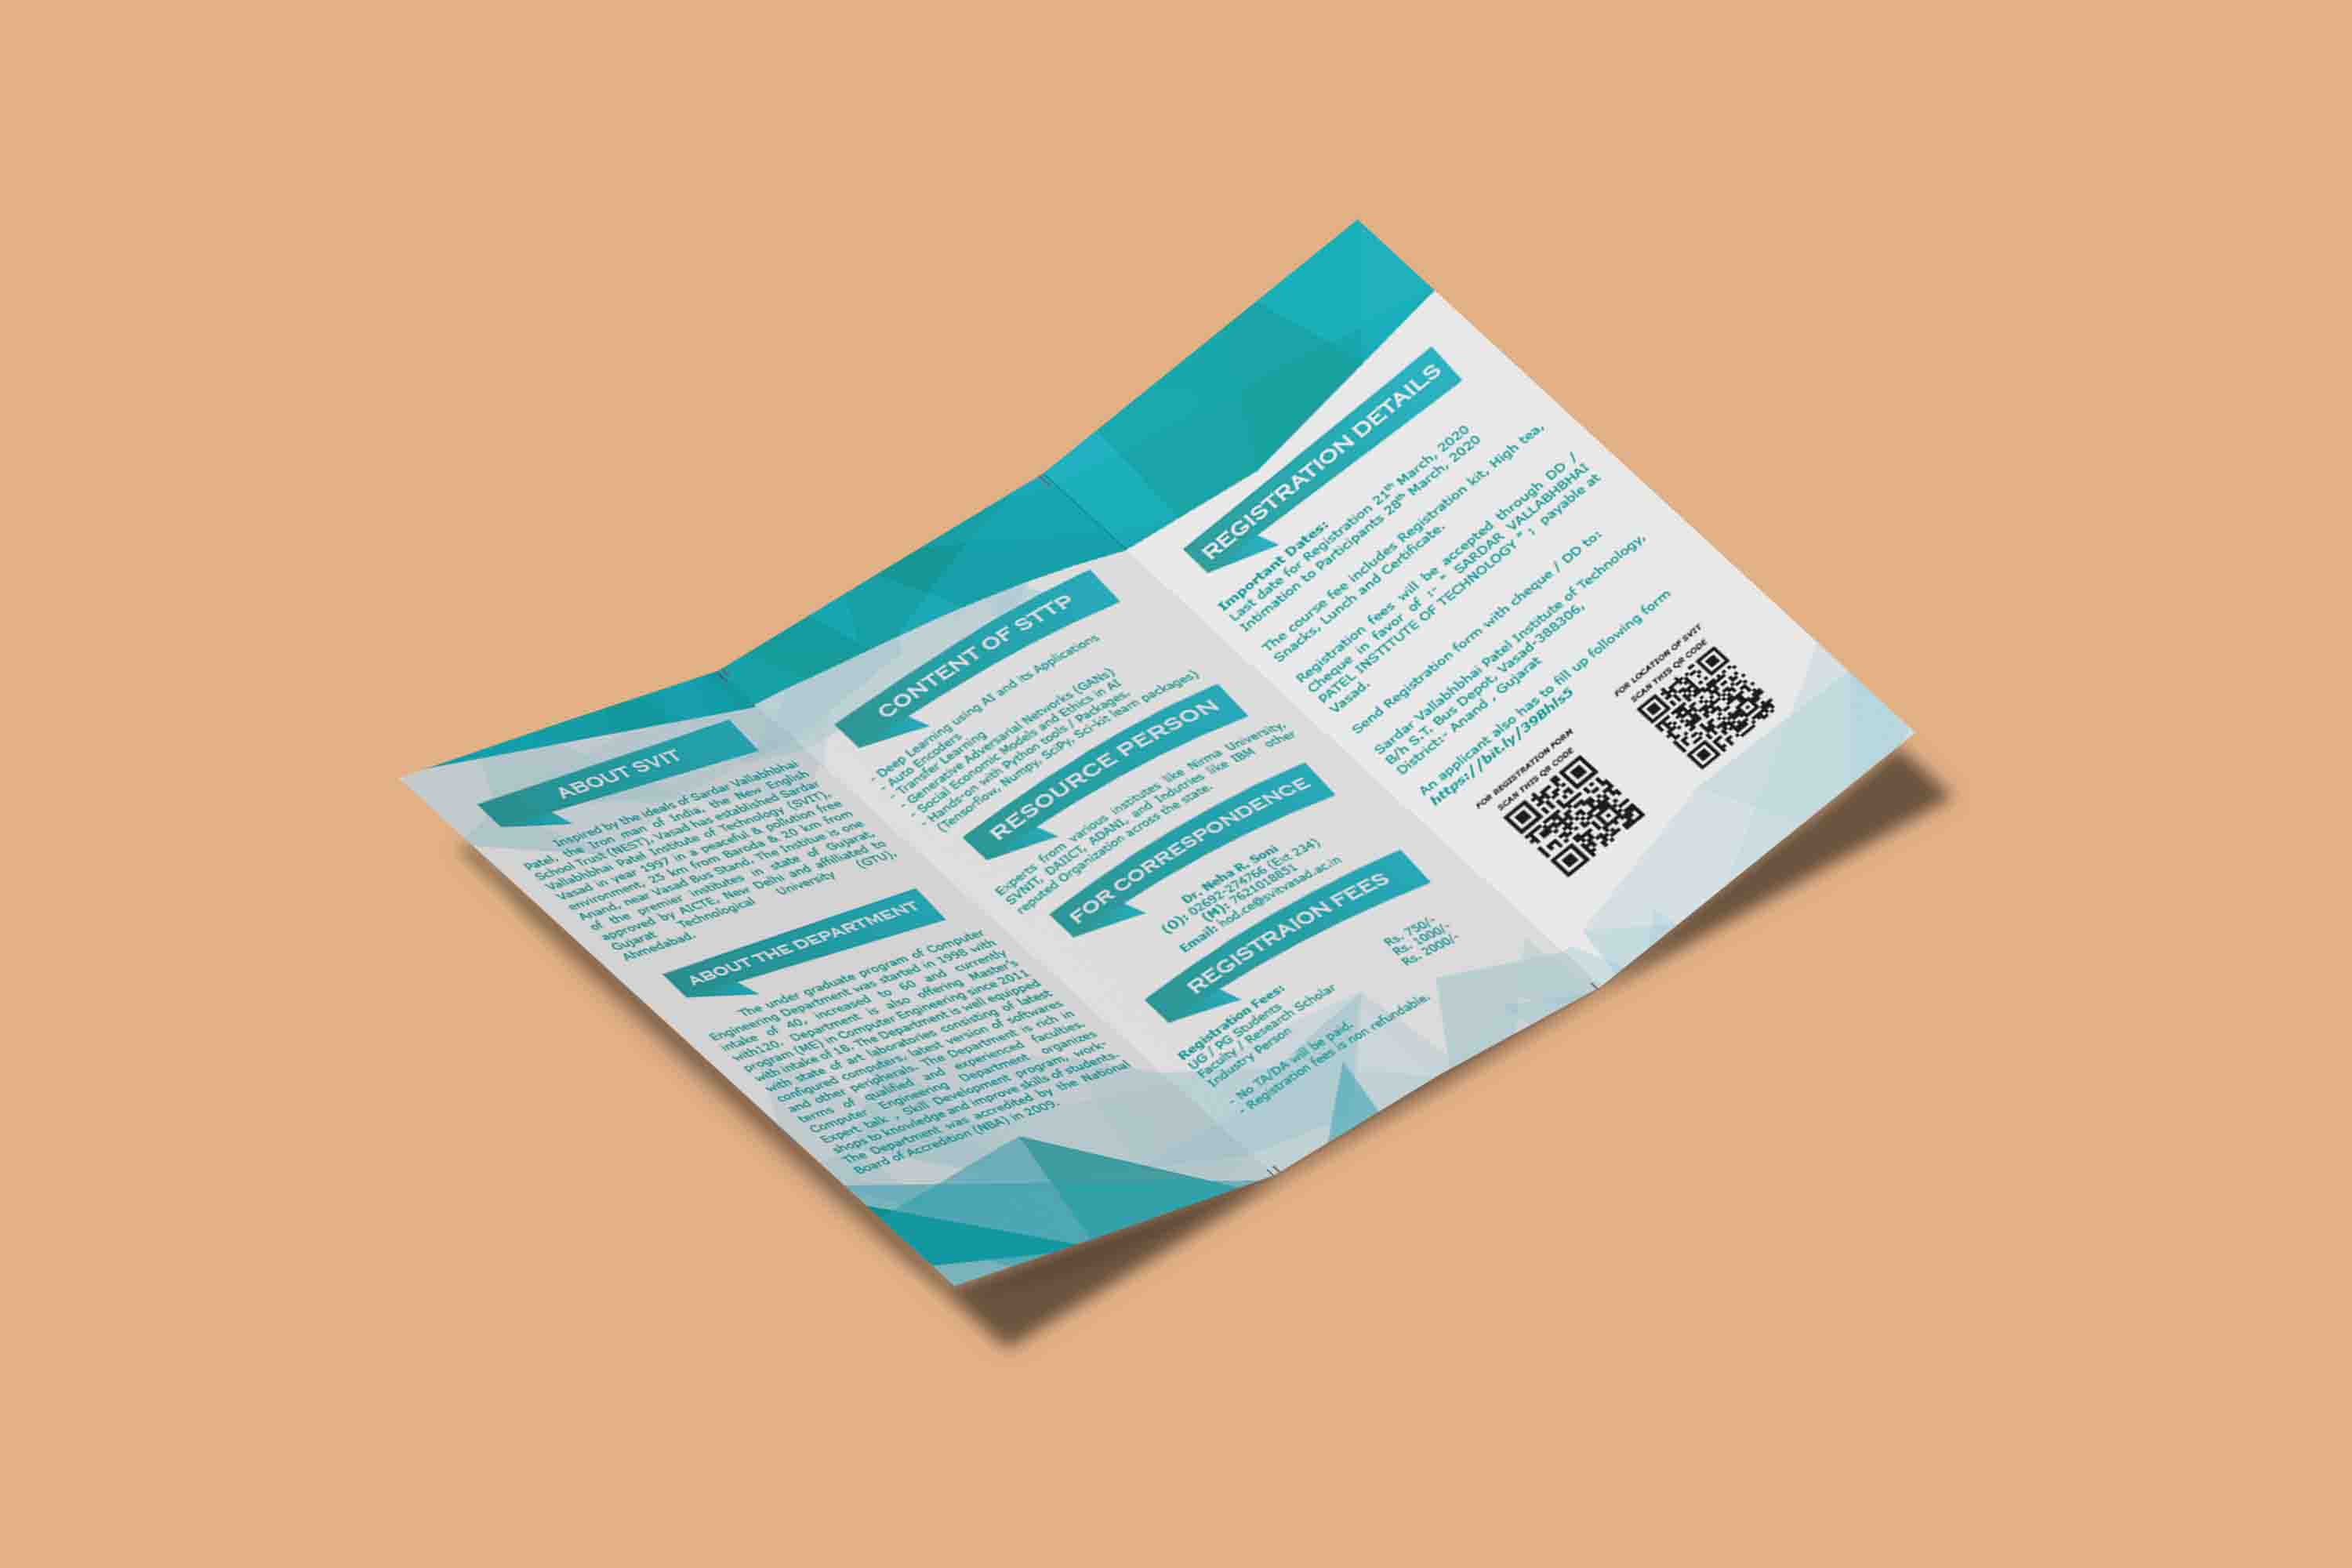 ABOUT SVIT
Inspired by the ideals of Sardar Vallabhbhai
Patel, the Iron man of India, the New English
School Trust (NEST), Vasad has established Sardar
Vallabhbhai Patel Institute of Technology (SVIT),
Vasad in year 1997 in a peaceful & pollution free
environment, 25 km from Baroda & 20 km from
Anand, near Vasad Bus Stand. The Institue is one
of the premier institutes in state of Gujarat,
approved by AICTE, New Delhi and affiliated to
Gujarat Technological University (GTU),
Ahmedabad.
ABOUT THE DEPARTMENT
The under graduate program of Computer
Engineering Department was started in 1998 with
intake of 40, increased to 60 and currently
with120. Department is also offering Master's
program (ME) in Computer Engineering since 2011
with intake of 18. The Department is well equipped
with state of art laboratories consisting of latest
configured computers, latest version of softwares
and other peripherals. The Department is rich in
terms of qualified and experienced faculties.
Computer Engineering Department organizes
Expert talk , Skill Development program, work-
shops to knowledge and improve skills of students.
The Department was accredited by the National
Board of Accredition (NBA) in 2009.
CONTENT OF STTP
- Deep Learning using AI and its Applications
- Auto Encoders
- Transfer Learning
- Generative Adversarial Networks (GANs)
- Social Economic Models and Ethics in AI
- Hands-on with Python tools / Packages.
(Tensorflow, Numpy, SciPy, Sci-kit learn packages)
RESOURCE PERSON
Experts from various institutes like Nirma University,
SVNIT, DAIICT, ADANI, and Industries like IBM other
reputed Organization across the state.
FOR CORRESPONDENCE
Dr. Neha R. Soni
(O): 02692-274766 (Ext 234)
(M): 7621018851
Email: hod.ce@svitvasad.ac.in
REGISTRAION FEES
Registration Fees:
UG / PG Students Rs. 750/-
Faculty / Research Scholar Rs. 1000/-
Industry Person Rs. 2000/-
- No TA/DA will be paid.
- Registration fees is non refundable.
REGISTRATION DETAILS
Important Dates:
Last date for Registration 21th March, 2020
Intimation to Participants 28th March, 2020
The course fee includes Registration kit, High tea,
Snacks, Lunch and Certificate.
Registration fees will be accepted through DD /
Cheque in favor of :- " SARDAR VALLABHBHAI
PATEL INSTITUTE OF TECHNOLOGY " ; payable at
Vasad.
Send Registration form with cheque / DD to:
Sardar Vallabhbhai Patel Institute of Technology,
B/h S.T. Bus Depot, Vasad-388306,
District:- Anand , Gujarat
An applicant also has to fill up following form
https://bit.ly/39Bhls5
FOR REGISTRATION FORM
SCAN THIS QR CODE
FOR LOCATION OF SVIT
SCAN THIS QR CODE